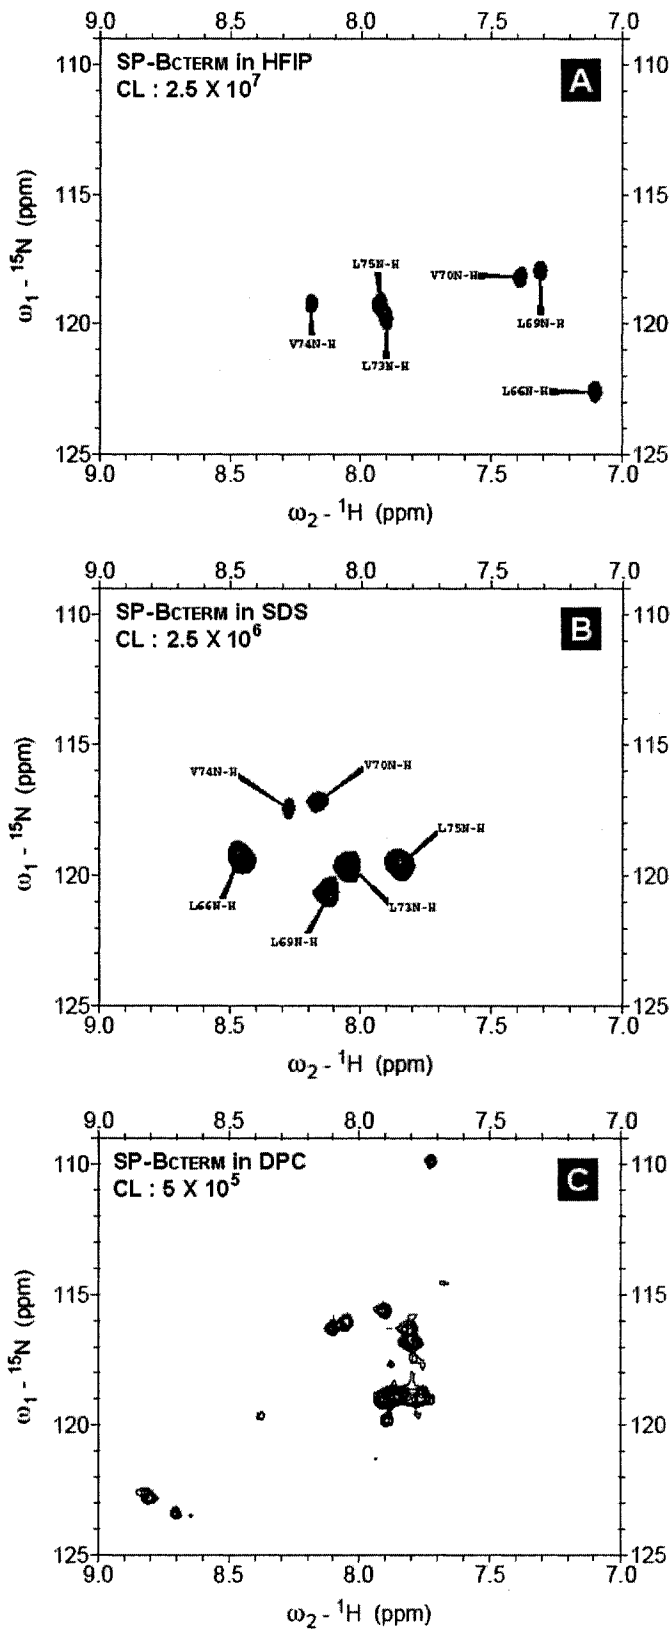 9.0 8.5 8.0 7.5 7.0
SP-BCTERM in HFIP
CL : 2.5 X 10^7
A
110 110
115 115
120 120
125 125
ω1 - 15N (ppm)
L75N-H
V70N-H
V74N-H
L69N-H
L73N-H
L66N-H
9.0 8.5 8.0 7.5 7.0
ω2 - 1H (ppm)
9.0 8.5 8.0 7.5 7.0
SP-BCTERM in SDS
CL : 2.5 X 10^6
B
110 110
115 115
120 120
125 125
ω1 - 15N (ppm)
V74N-H
V70N-H
L75N-H
L66N-H
L73N-H
L69N-H
9.0 8.5 8.0 7.5 7.0
ω2 - 1H (ppm)
9.0 8.5 8.0 7.5 7.0
SP-BCTERM in DPC
CL : 5 X 10^5
C
110 110
115 115
120 120
125 125
ω1 - 15N (ppm)
9.0 8.5 8.0 7.5 7.0
ω2 - 1H (ppm)